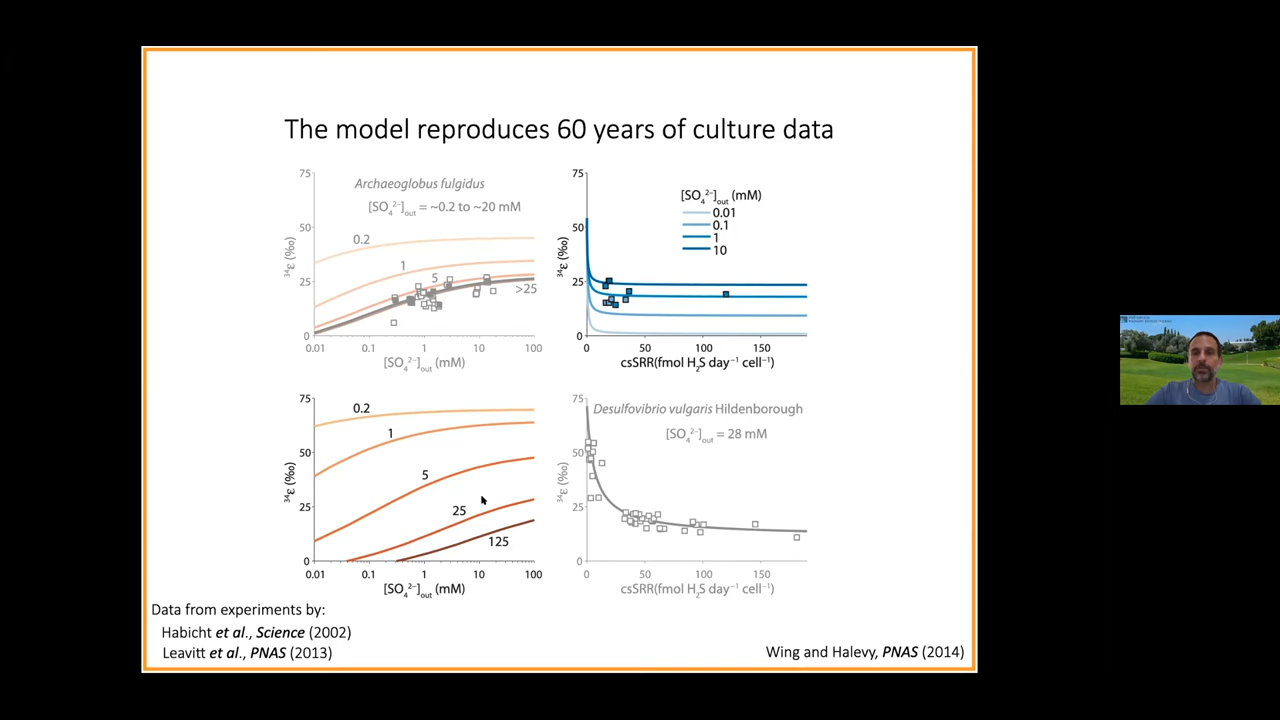 The model reproduces 60 years of culture data
75
50
25
0
³⁴ε (‰)
Archaeoglobus fulgidus
[SO₄²⁻]out = ~0.2 to ~20 mM
0.2
1
5
>25
0.01 0.1 1 10 100
[SO₄²⁻]out (mM)
75
50
25
0
³⁴ε (‰)
[SO₄²⁻]out (mM)
0.01
0.1
1
10
0 50 100 150
csSRR(fmol H₂S day⁻¹ cell⁻¹)
75
50
25
0
³⁴ε (‰)
0.2
1
5
25
125
0.01 0.1 1 10 100
[SO₄²⁻]out (mM)
75
50
25
0
³⁴ε (‰)
Desulfovibrio vulgaris Hildenborough
[SO₄²⁻]out = 28 mM
0 50 100 150
csSRR(fmol H₂S day⁻¹ cell⁻¹)
Data from experiments by:
Habicht et al., Science (2002)
Leavitt et al., PNAS (2013)
Wing and Halevy, PNAS (2014)